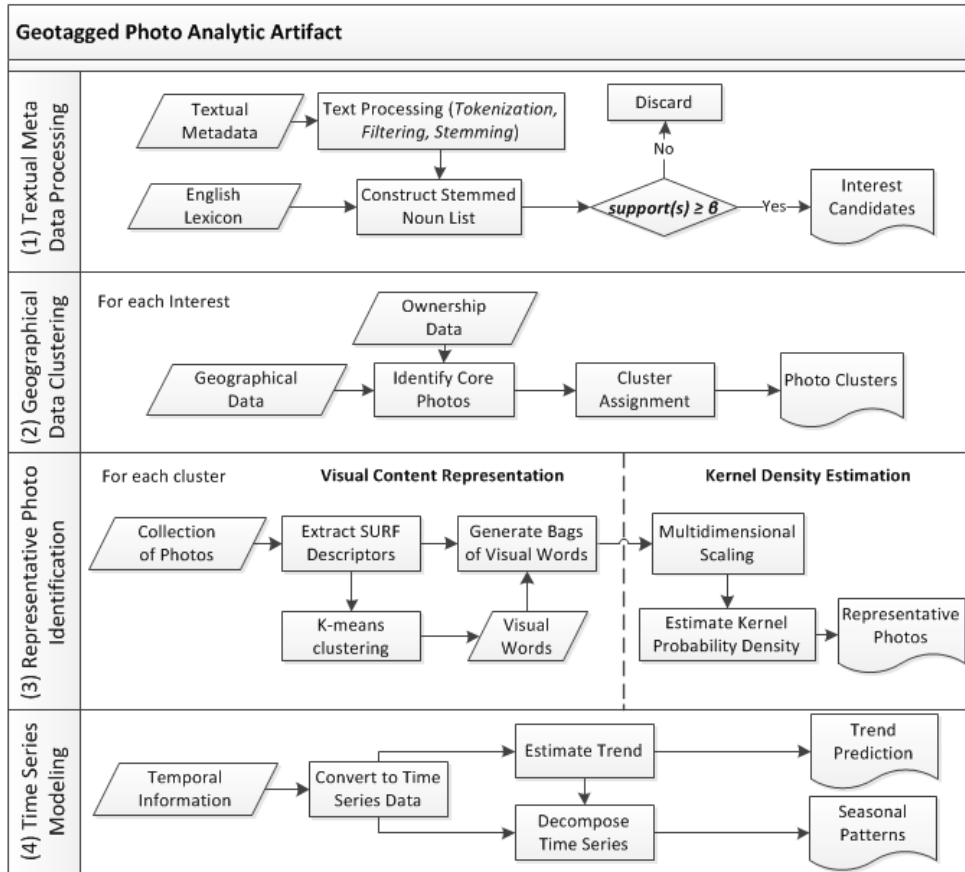 Geotagged Photo Analytic Artifact
(1) Textual Meta
Data Processing
Textual
Metadata
Text Processing (Tokenization,
Filtering, Stemming)
Discard
No
English
Lexicon
Construct Stemmed
Noun List
support(s) ≥ β
Yes
Interest
Candidates
(2) Geographical
Data Clustering
For each Interest
Ownership
Data
Geographical
Data
Identify Core
Photos
Cluster
Assignment
Photo Clusters
(3) Representative Photo
Identification
For each cluster
Visual Content Representation
Kernel Density Estimation
Collection
of Photos
Extract SURF
Descriptors
Generate Bags
of Visual Words
Multidimensional
Scaling
K-means
clustering
Visual
Words
Estimate Kernel
Probability Density
Representative
Photos
(4) Time Series
Modeling
Temporal
Information
Convert to Time
Series Data
Estimate Trend
Trend
Prediction
Decompose
Time Series
Seasonal
Patterns